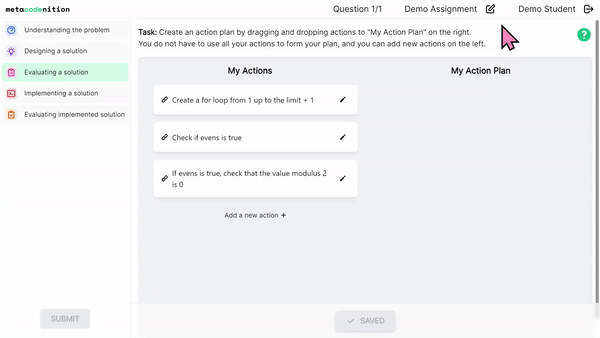 metacodenition
Question 1/1
Demo Assignment
Demo Student
Understanding the problem
Designing a solution
Evaluating a solution
Implementing a solution
Evaluating implemented solution
SUBMIT
Task: Create an action plan by dragging and dropping actions to "My Action Plan" on the right.
You do not have to use all your actions to form your plan, and you can add new actions on the left.
?
My Actions
Create a for loop from 1 up to the limit + 1
Check if evens is true
If evens is true, check that the value modulus 2
is 0
Add a new action +
My Action Plan
SAVED